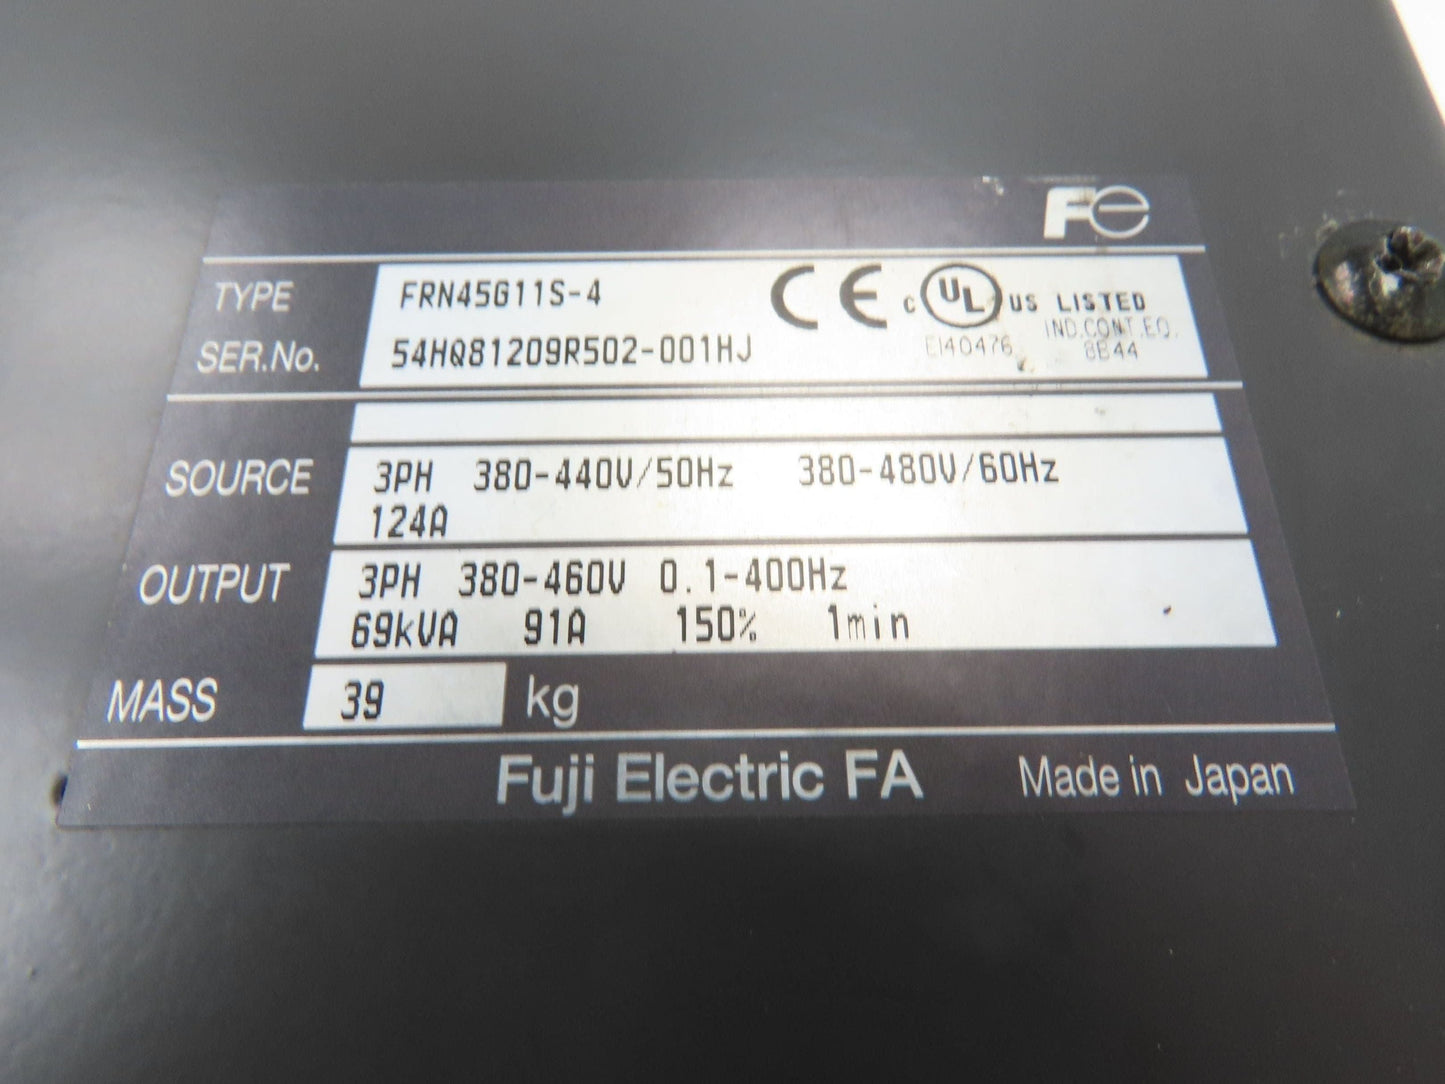 Fe
TYPE FRN45G11S-4 CE c UL US LISTED
IND.CONT.EQ.
SER.No. 54HQ81209R502-001HJ E140476 8B44
SOURCE 3PH 380-440V/50Hz 380-480V/60Hz
124A
OUTPUT 3PH 380-460V 0.1-400Hz
69kVA 91A 150% 1min
MASS 39 kg
Fuji Electric FA Made in Japan